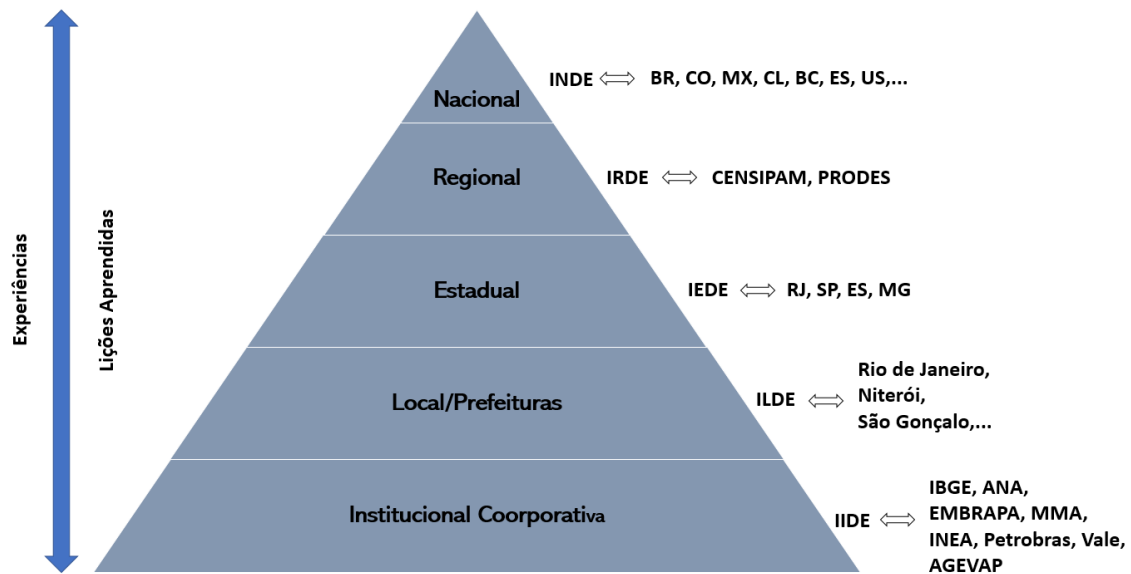 Experiências
Lições Aprendidas
Nacional
INDE
BR, CO, MX, CL, BC, ES, US,...
Regional
IRDE
CENSIPAM, PRODES
Estadual
IEDE
RJ, SP, ES, MG
Local/Prefeituras
ILDE
Rio de Janeiro,
Niterói,
São Gonçalo,...
Institucional Coorporativa
IIDE
IBGE, ANA,
EMBRAPA, MMA,
INEA, Petrobras, Vale,
AGEVAP